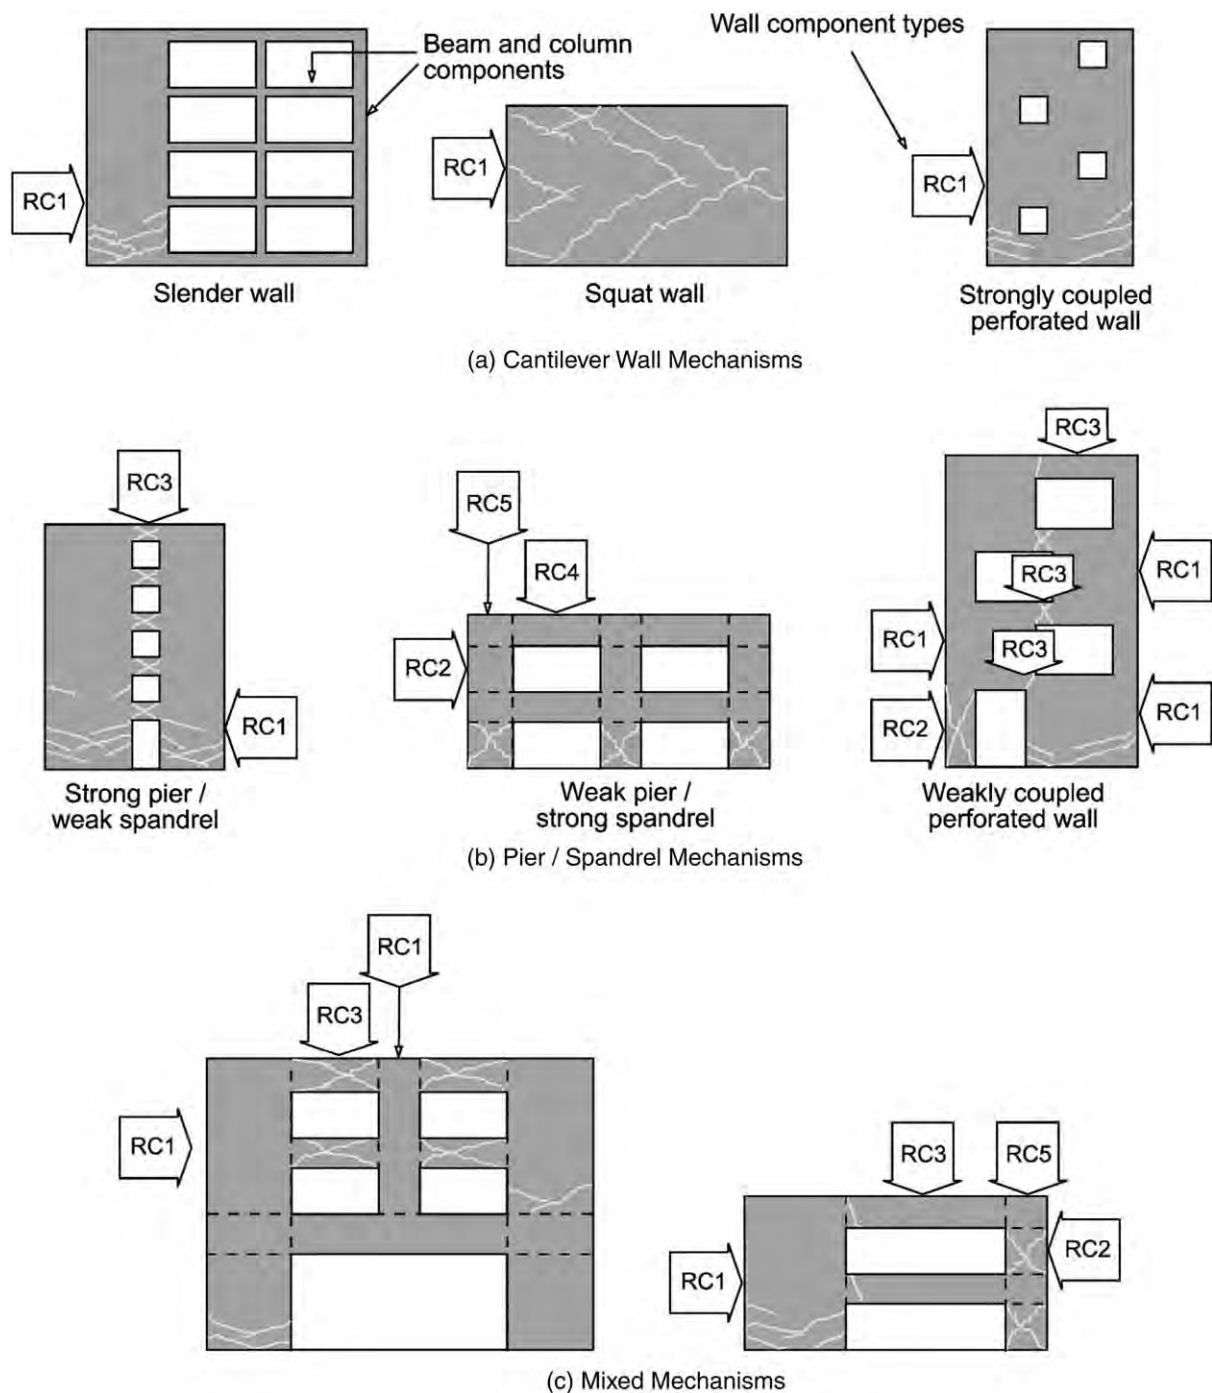 Beam and column
components
Wall component types
RC1
RC1
RC1
Slender wall
Squat wall
Strongly coupled
perforated wall
(a) Cantilever Wall Mechanisms
RC3
RC1
Strong pier /
weak spandrel
RC5
RC4
RC2
Weak pier /
strong spandrel
RC3
RC3
RC1
RC1
RC3
RC2
RC1
Weakly coupled
perforated wall
(b) Pier / Spandrel Mechanisms
RC1
RC3
RC1
RC3
RC5
RC2
RC1
(c) Mixed Mechanisms